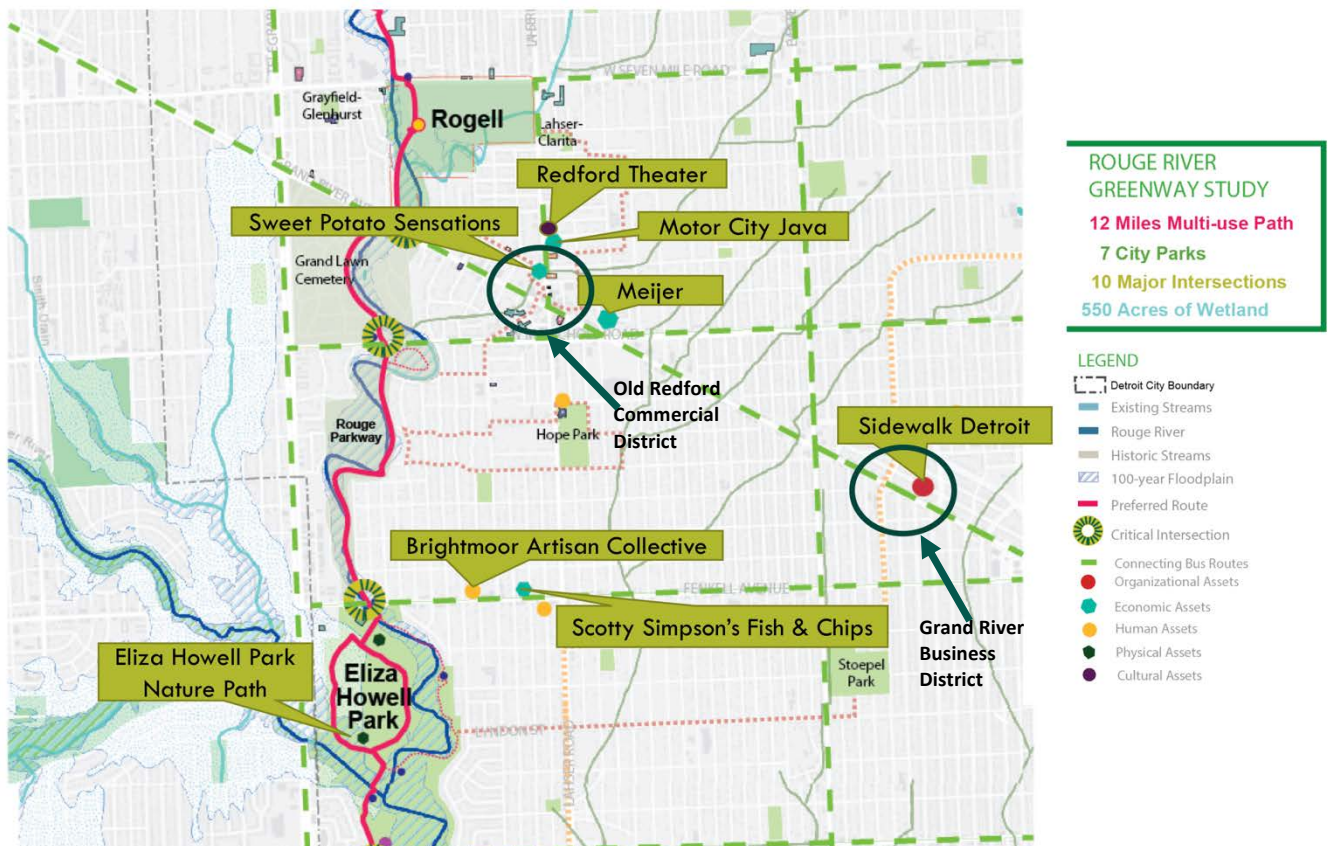 W SEVEN MILE ROAD
Grayfield-
Glenhurst
Rogell
Lahser-
Clarita
Redford Theater
Sweet Potato Sensations
Motor City Java
Grand Lawn
Cemetery
Meijer
Old Redford
Commercial
District
Rouge
Parkway
Hope Park
Sidewalk Detroit
Smith Drain
Brightmoor Artisan Collective
FENKELL AVENUE
Scotty Simpson's Fish & Chips
Grand River
Business
District
Eliza Howell Park
Nature Path
Eliza
Howell
Park
Stoepel
Park
LYNDON ST
LAHSER ROAD
ROUGE RIVER
GREENWAY STUDY
12 Miles Multi-use Path
7 City Parks
10 Major Intersections
550 Acres of Wetland
LEGEND
Detroit City Boundary
Existing Streams
Rouge River
Historic Streams
100-year Floodplain
Preferred Route
Critical Intersection
Connecting Bus Routes
Organizational Assets
Economic Assets
Human Assets
Physical Assets
Cultural Assets